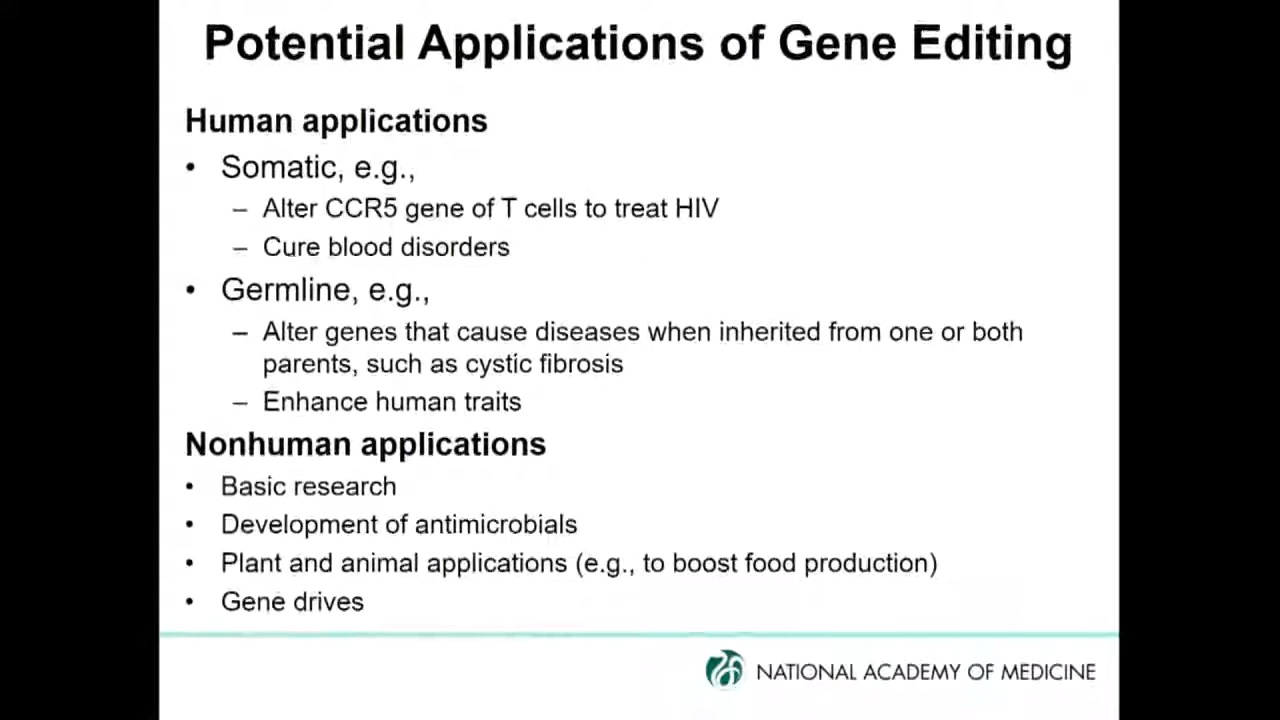 Potential Applications of Gene Editing
Human applications
• Somatic, e.g.,
– Alter CCR5 gene of T cells to treat HIV
– Cure blood disorders
• Germline, e.g.,
– Alter genes that cause diseases when inherited from one or both
parents, such as cystic fibrosis
– Enhance human traits
Nonhuman applications
• Basic research
• Development of antimicrobials
• Plant and animal applications (e.g., to boost food production)
• Gene drives
NATIONAL ACADEMY OF MEDICINE